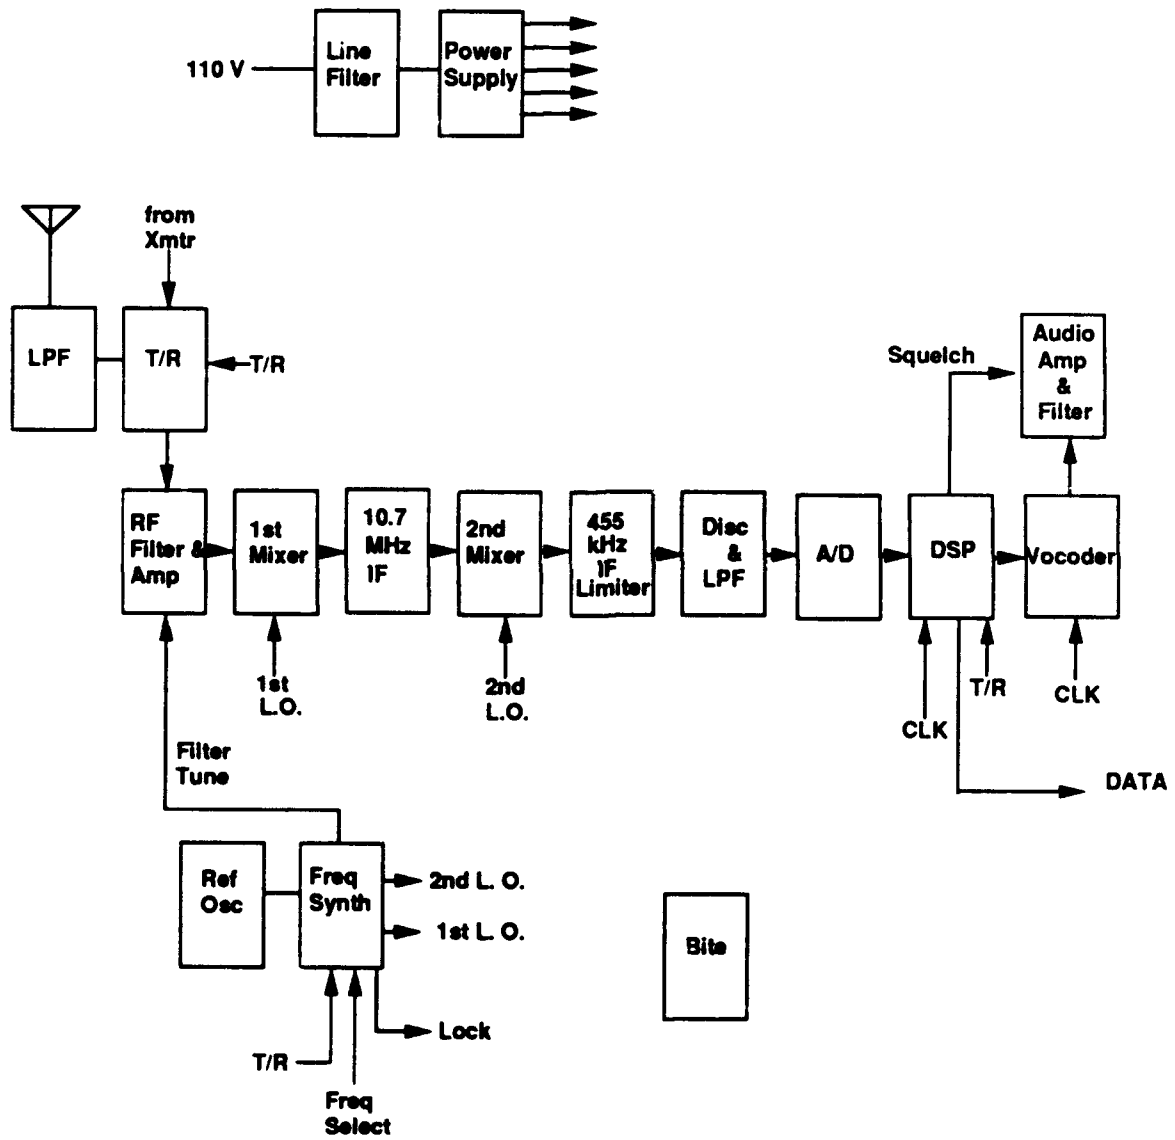 110 V
Line
Filter
Power
Supply
from
Xmtr
LPF
T/R
T/R
Squelch
Audio
Amp
&
Filter
RF
Filter &
Amp
1st
Mixer
10.7
MHz
IF
2nd
Mixer
455
kHz
IF
Limiter
Disc
&
LPF
A/D
DSP
Vocoder
1st
L.O.
2nd
L.O.
CLK
T/R
CLK
DATA
Filter
Tune
Ref
Osc
Freq
Synth
2nd L. O.
1st L. O.
Lock
T/R
Freq
Select
Bite